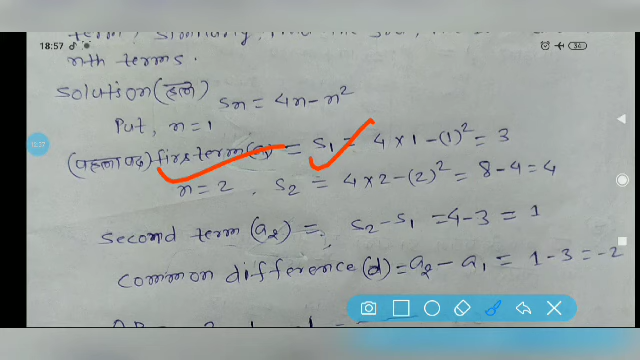 18:57
36
nth terms.
Solution (हल)
Sn = 4n - n²
Put, n = 1
(पहला पद) first term (a₁) = S₁ = 4 × 1 - (1)² = 3
n = 2, S₂ = 4 × 2 - (2)² = 8 - 4 = 4
Second term (a₂) = S₂ - S₁ = 4 - 3 = 1
Common difference (d) = a₂ - a₁ = 1 - 3 = -2